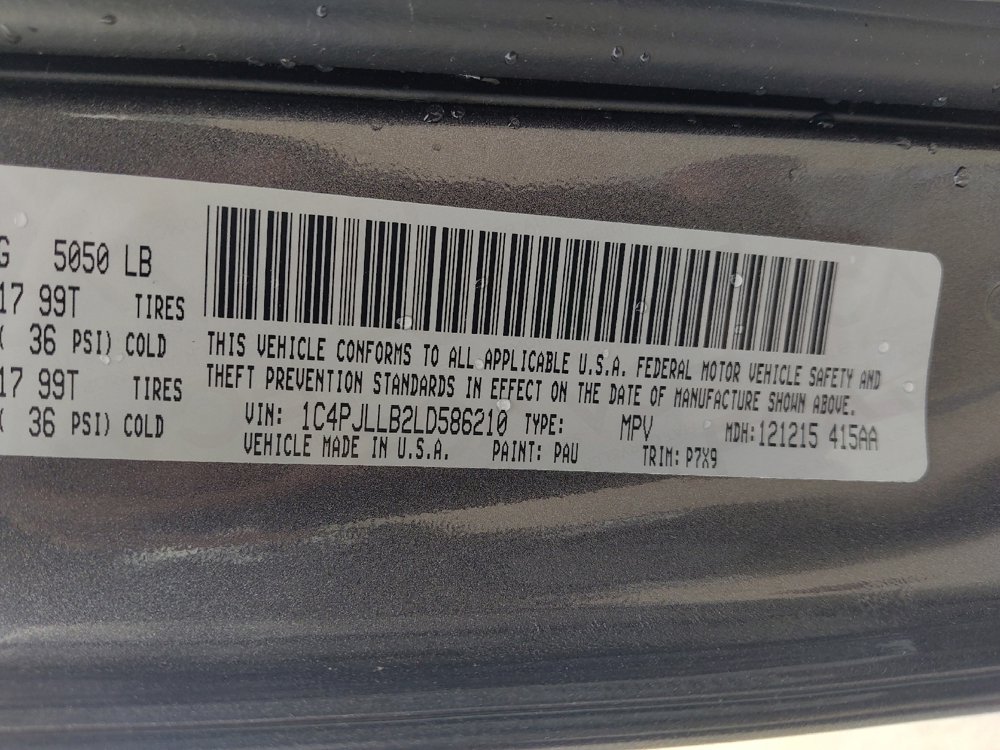 G 5050 LB
17 99T TIRES
( 36 PSI) COLD
17 99T TIRES
( 36 PSI) COLD
THIS VEHICLE CONFORMS TO ALL APPLICABLE U.S.A. FEDERAL MOTOR VEHICLE SAFETY AND
THEFT PREVENTION STANDARDS IN EFFECT ON THE DATE OF MANUFACTURE SHOWN ABOVE.
VIN: 1C4PJLLB2LD586210 TYPE: MPV MDH:121215 415AA
VEHICLE MADE IN U.S.A. PAINT: PAU TRIM: P7X9